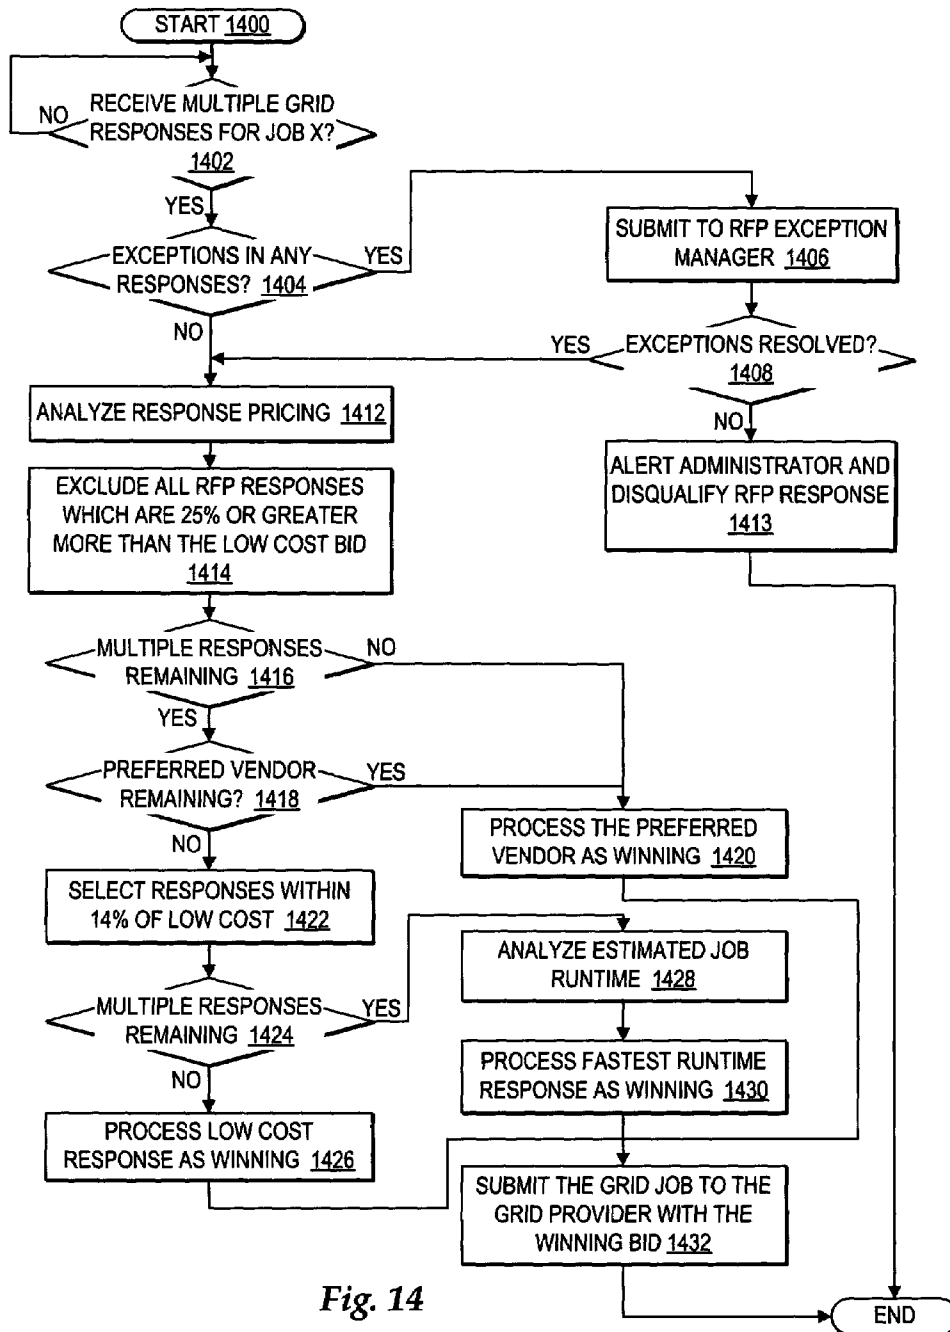 START 1400
NO
RECEIVE MULTIPLE GRID
RESPONSES FOR JOB X?
1402
YES
EXCEPTIONS IN ANY
RESPONSES? 1404
YES
NO
SUBMIT TO RFP EXCEPTION
MANAGER 1406
YES
EXCEPTIONS RESOLVED?
1408
NO
ANALYZE RESPONSE PRICING 1412
ALERT ADMINISTRATOR AND
DISQUALIFY RFP RESPONSE
1413
EXCLUDE ALL RFP RESPONSES
WHICH ARE 25% OR GREATER
MORE THAN THE LOW COST BID
1414
MULTIPLE RESPONSES
REMAINING 1416
NO
YES
PREFERRED VENDOR
REMAINING? 1418
YES
NO
PROCESS THE PREFERRED
VENDOR AS WINNING 1420
SELECT RESPONSES WITHIN
14% OF LOW COST 1422
MULTIPLE RESPONSES
REMAINING 1424
YES
NO
ANALYZE ESTIMATED JOB
RUNTIME 1428
PROCESS FASTEST RUNTIME
RESPONSE AS WINNING 1430
PROCESS LOW COST
RESPONSE AS WINNING 1426
SUBMIT THE GRID JOB TO THE
GRID PROVIDER WITH THE
WINNING BID 1432
END
Fig. 14